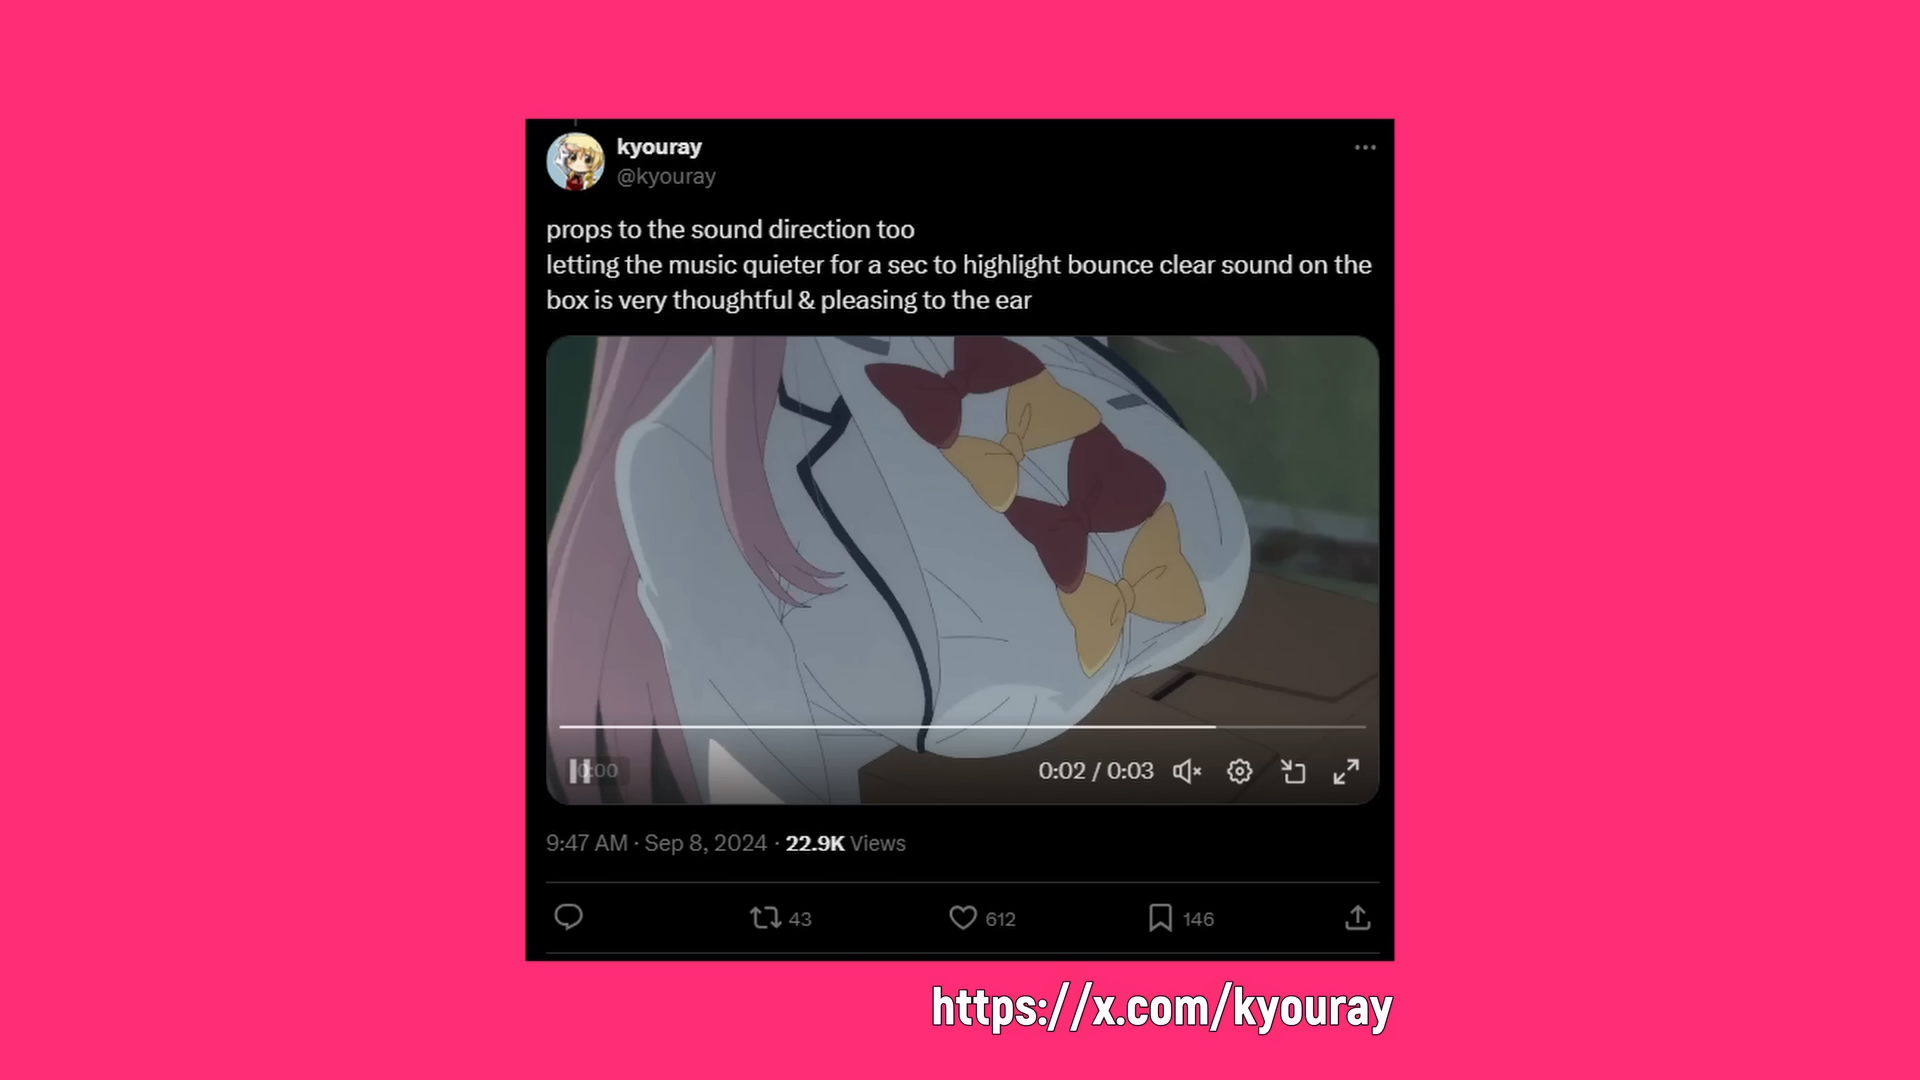 kyouray
@kyouray
props to the sound direction too
letting the music quieter for a sec to highlight bounce clear sound on the
box is very thoughtful & pleasing to the ear
0:00
0:02 / 0:03
9:47 AM · Sep 8, 2024 · 22.9K Views
43
612
146
https://x.com/kyouray